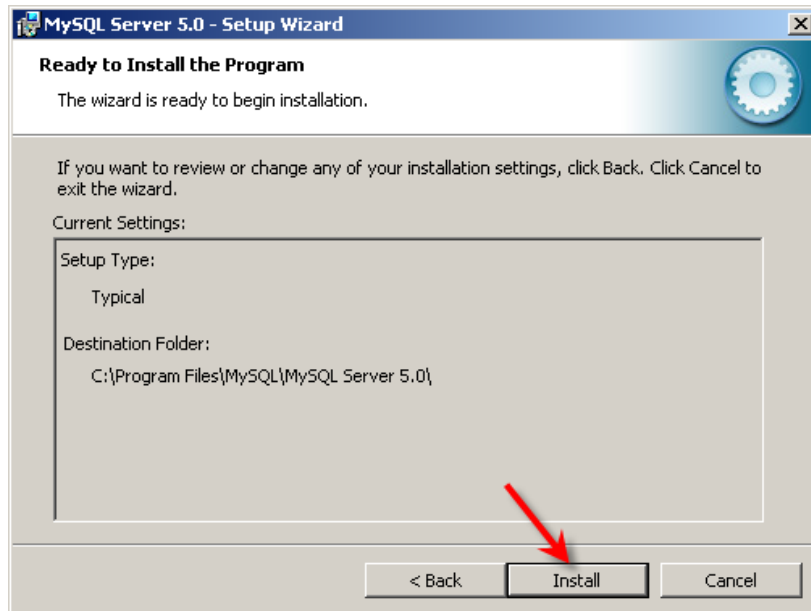 MySQL Server 5.0 - Setup Wizard
Ready to Install the Program
The wizard is ready to begin installation.
If you want to review or change any of your installation settings, click Back. Click Cancel to
exit the wizard.
Current Settings:
Setup Type:
Typical
Destination Folder:
C:\Program Files\MySQL\MySQL Server 5.0\
< Back
Install
Cancel